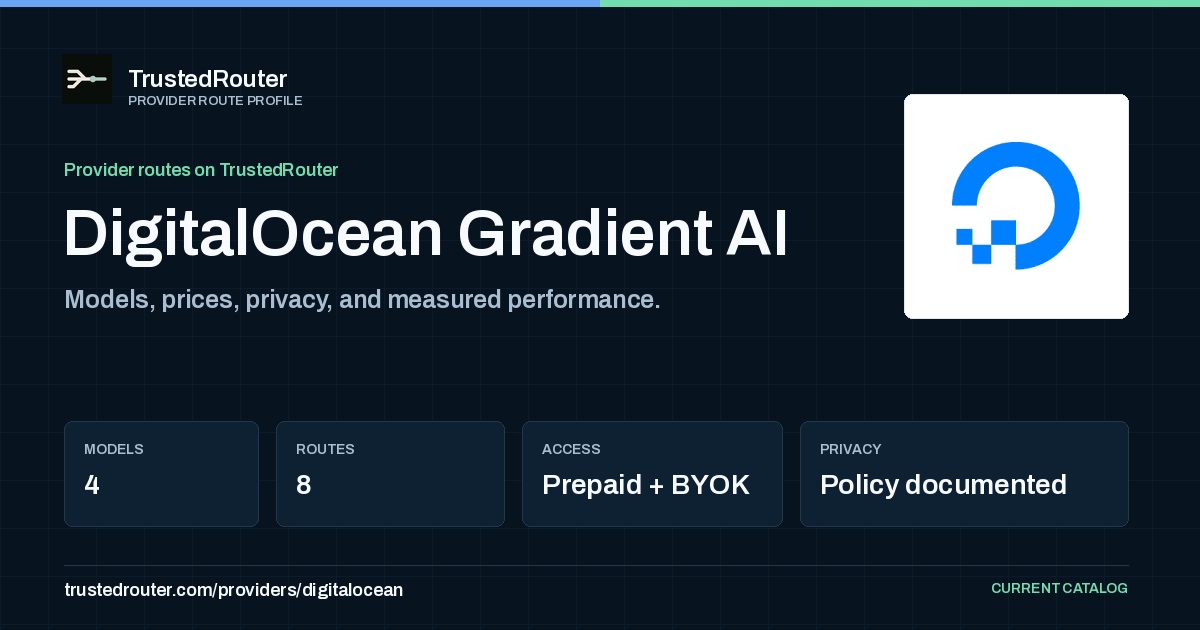 TrustedRouter
PROVIDER ROUTE PROFILE
Provider routes on TrustedRouter
DigitalOcean Gradient AI
Models, prices, privacy, and measured performance.
MODELS
4
ROUTES
8
ACCESS
Prepaid + BYOK
PRIVACY
Policy documented
trustedrouter.com/providers/digitalocean
CURRENT CATALOG